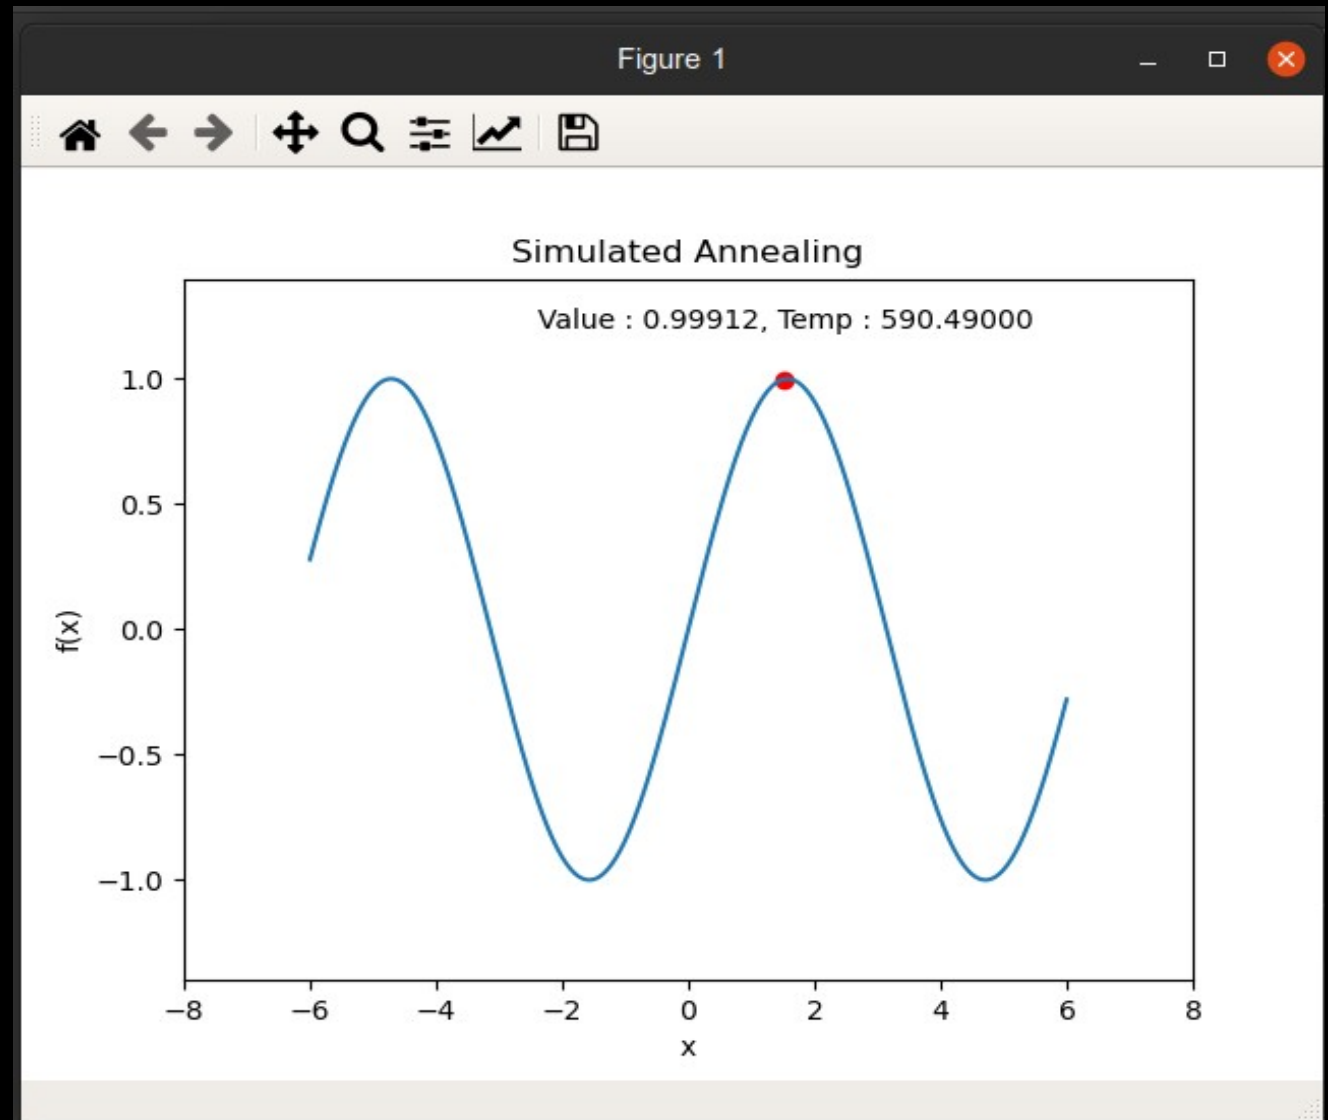 Figure 1
Simulated Annealing
Value : 0.99912, Temp : 590.49000
1.0
0.5
0.0
−0.5
−1.0
f(x)
−8 −6 −4 −2 0 2 4 6 8
x